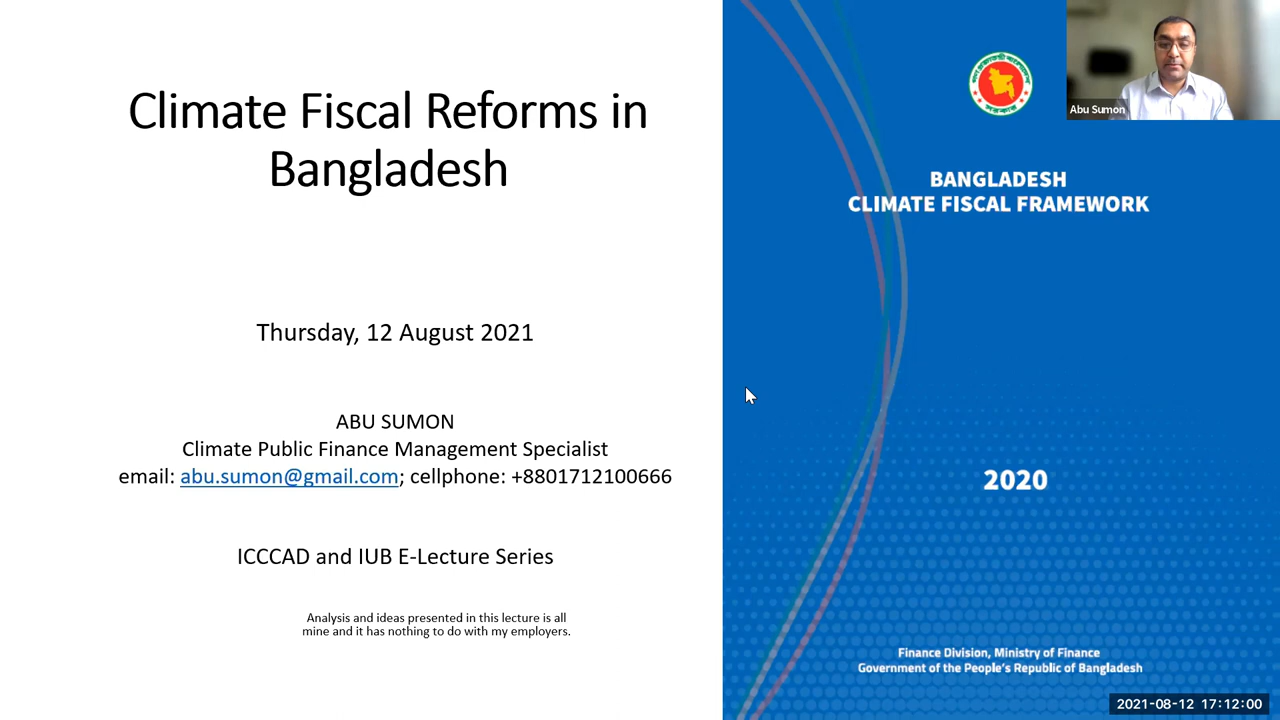 Climate Fiscal Reforms in
Bangladesh
Thursday, 12 August 2021
ABU SUMON
Climate Public Finance Management Specialist
email: abu.sumon@gmail.com; cellphone: +8801712100666
ICCCAD and IUB E-Lecture Series
Analysis and ideas presented in this lecture is all
mine and it has nothing to do with my employers.
BANGLADESH
CLIMATE FISCAL FRAMEWORK
2020
Finance Division, Ministry of Finance
Government of the People's Republic of Bangladesh
Abu Sumon
2021-08-12 17:12:00